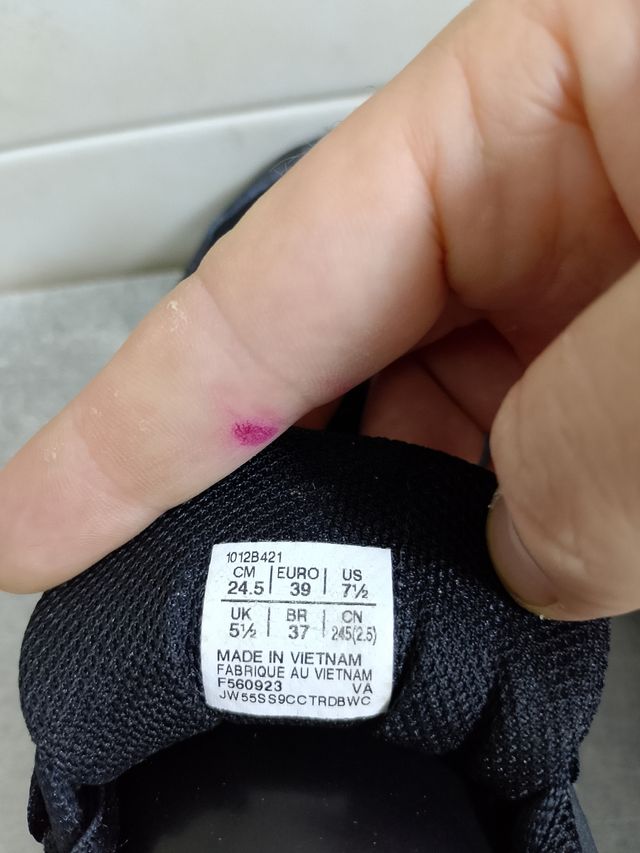 1012B421
CM | EURO | US
24.5 | 39 | 7½
UK | BR | CN
5½ | 37 | 245(2.5)
MADE IN VIETNAM
FABRIQUE AU VIETNAM
F560923 VA
JW55SS9CCTRDBWC